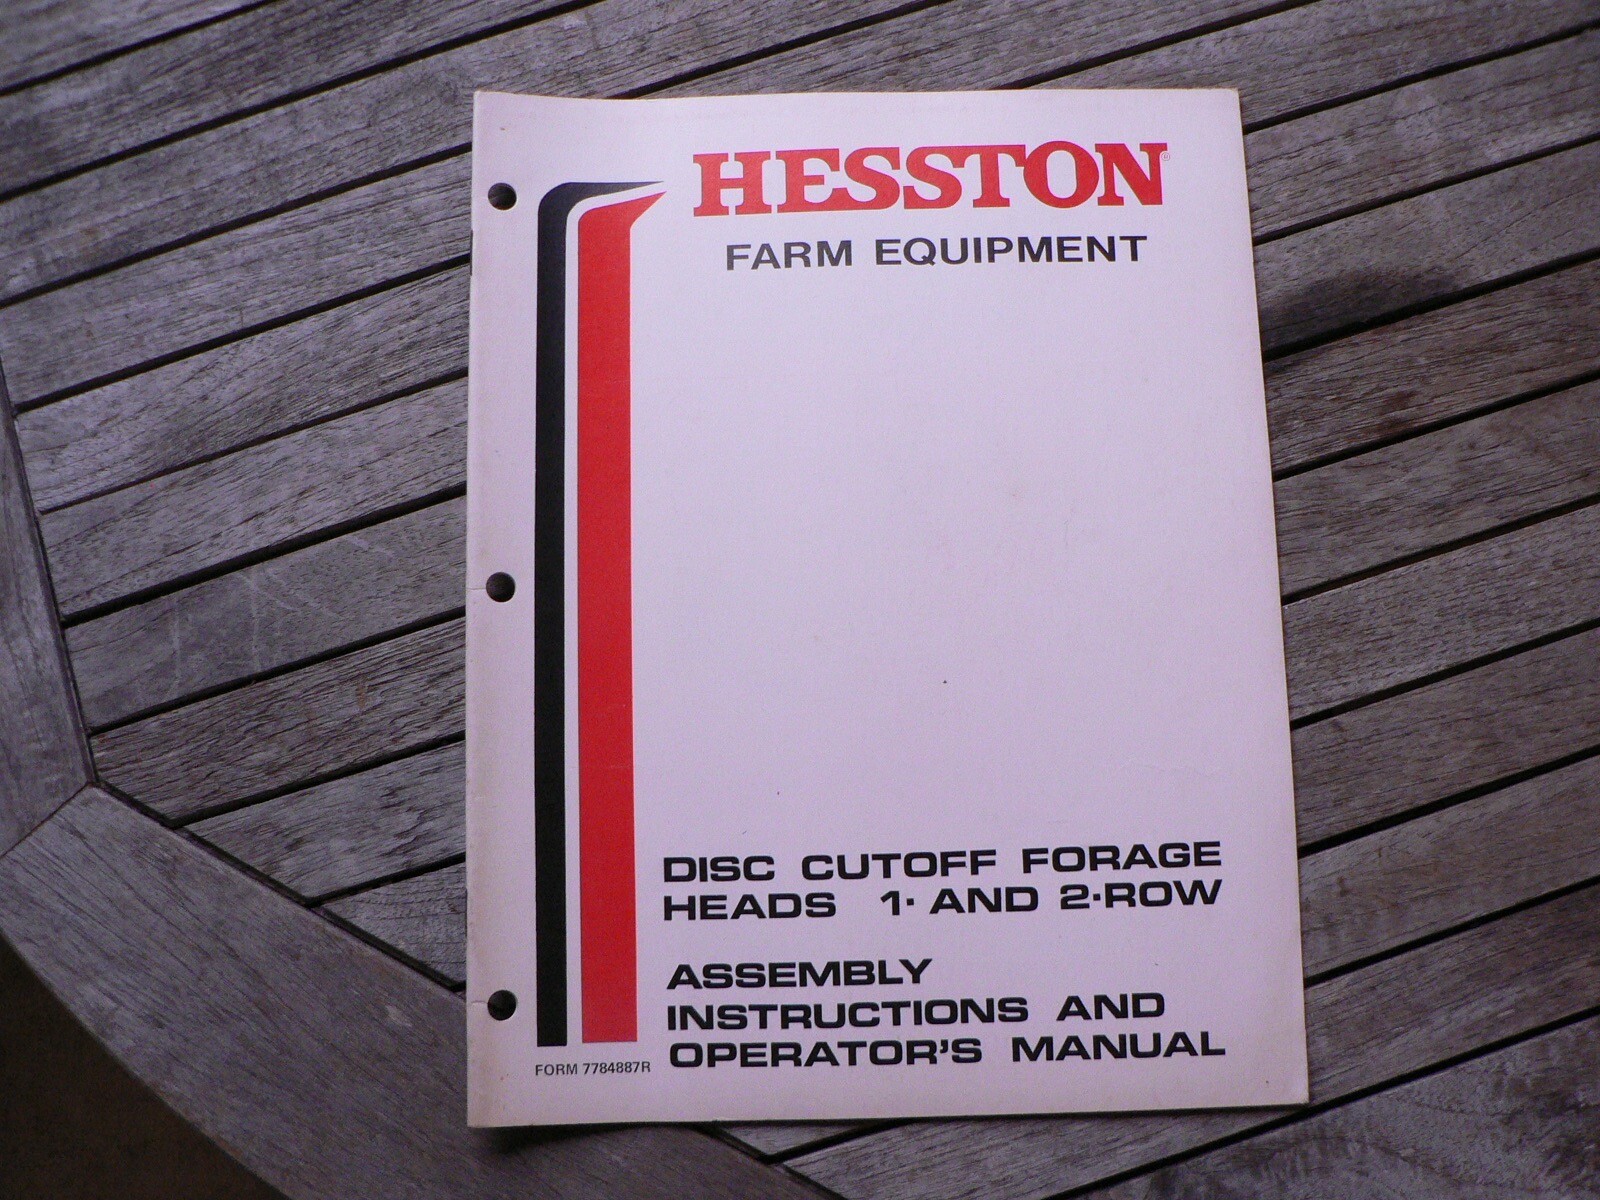 HESSTON®
FARM EQUIPMENT
DISC CUTOFF FORAGE
HEADS 1- AND 2-ROW
ASSEMBLY
INSTRUCTIONS AND
OPERATOR'S MANUAL
FORM 7784887R